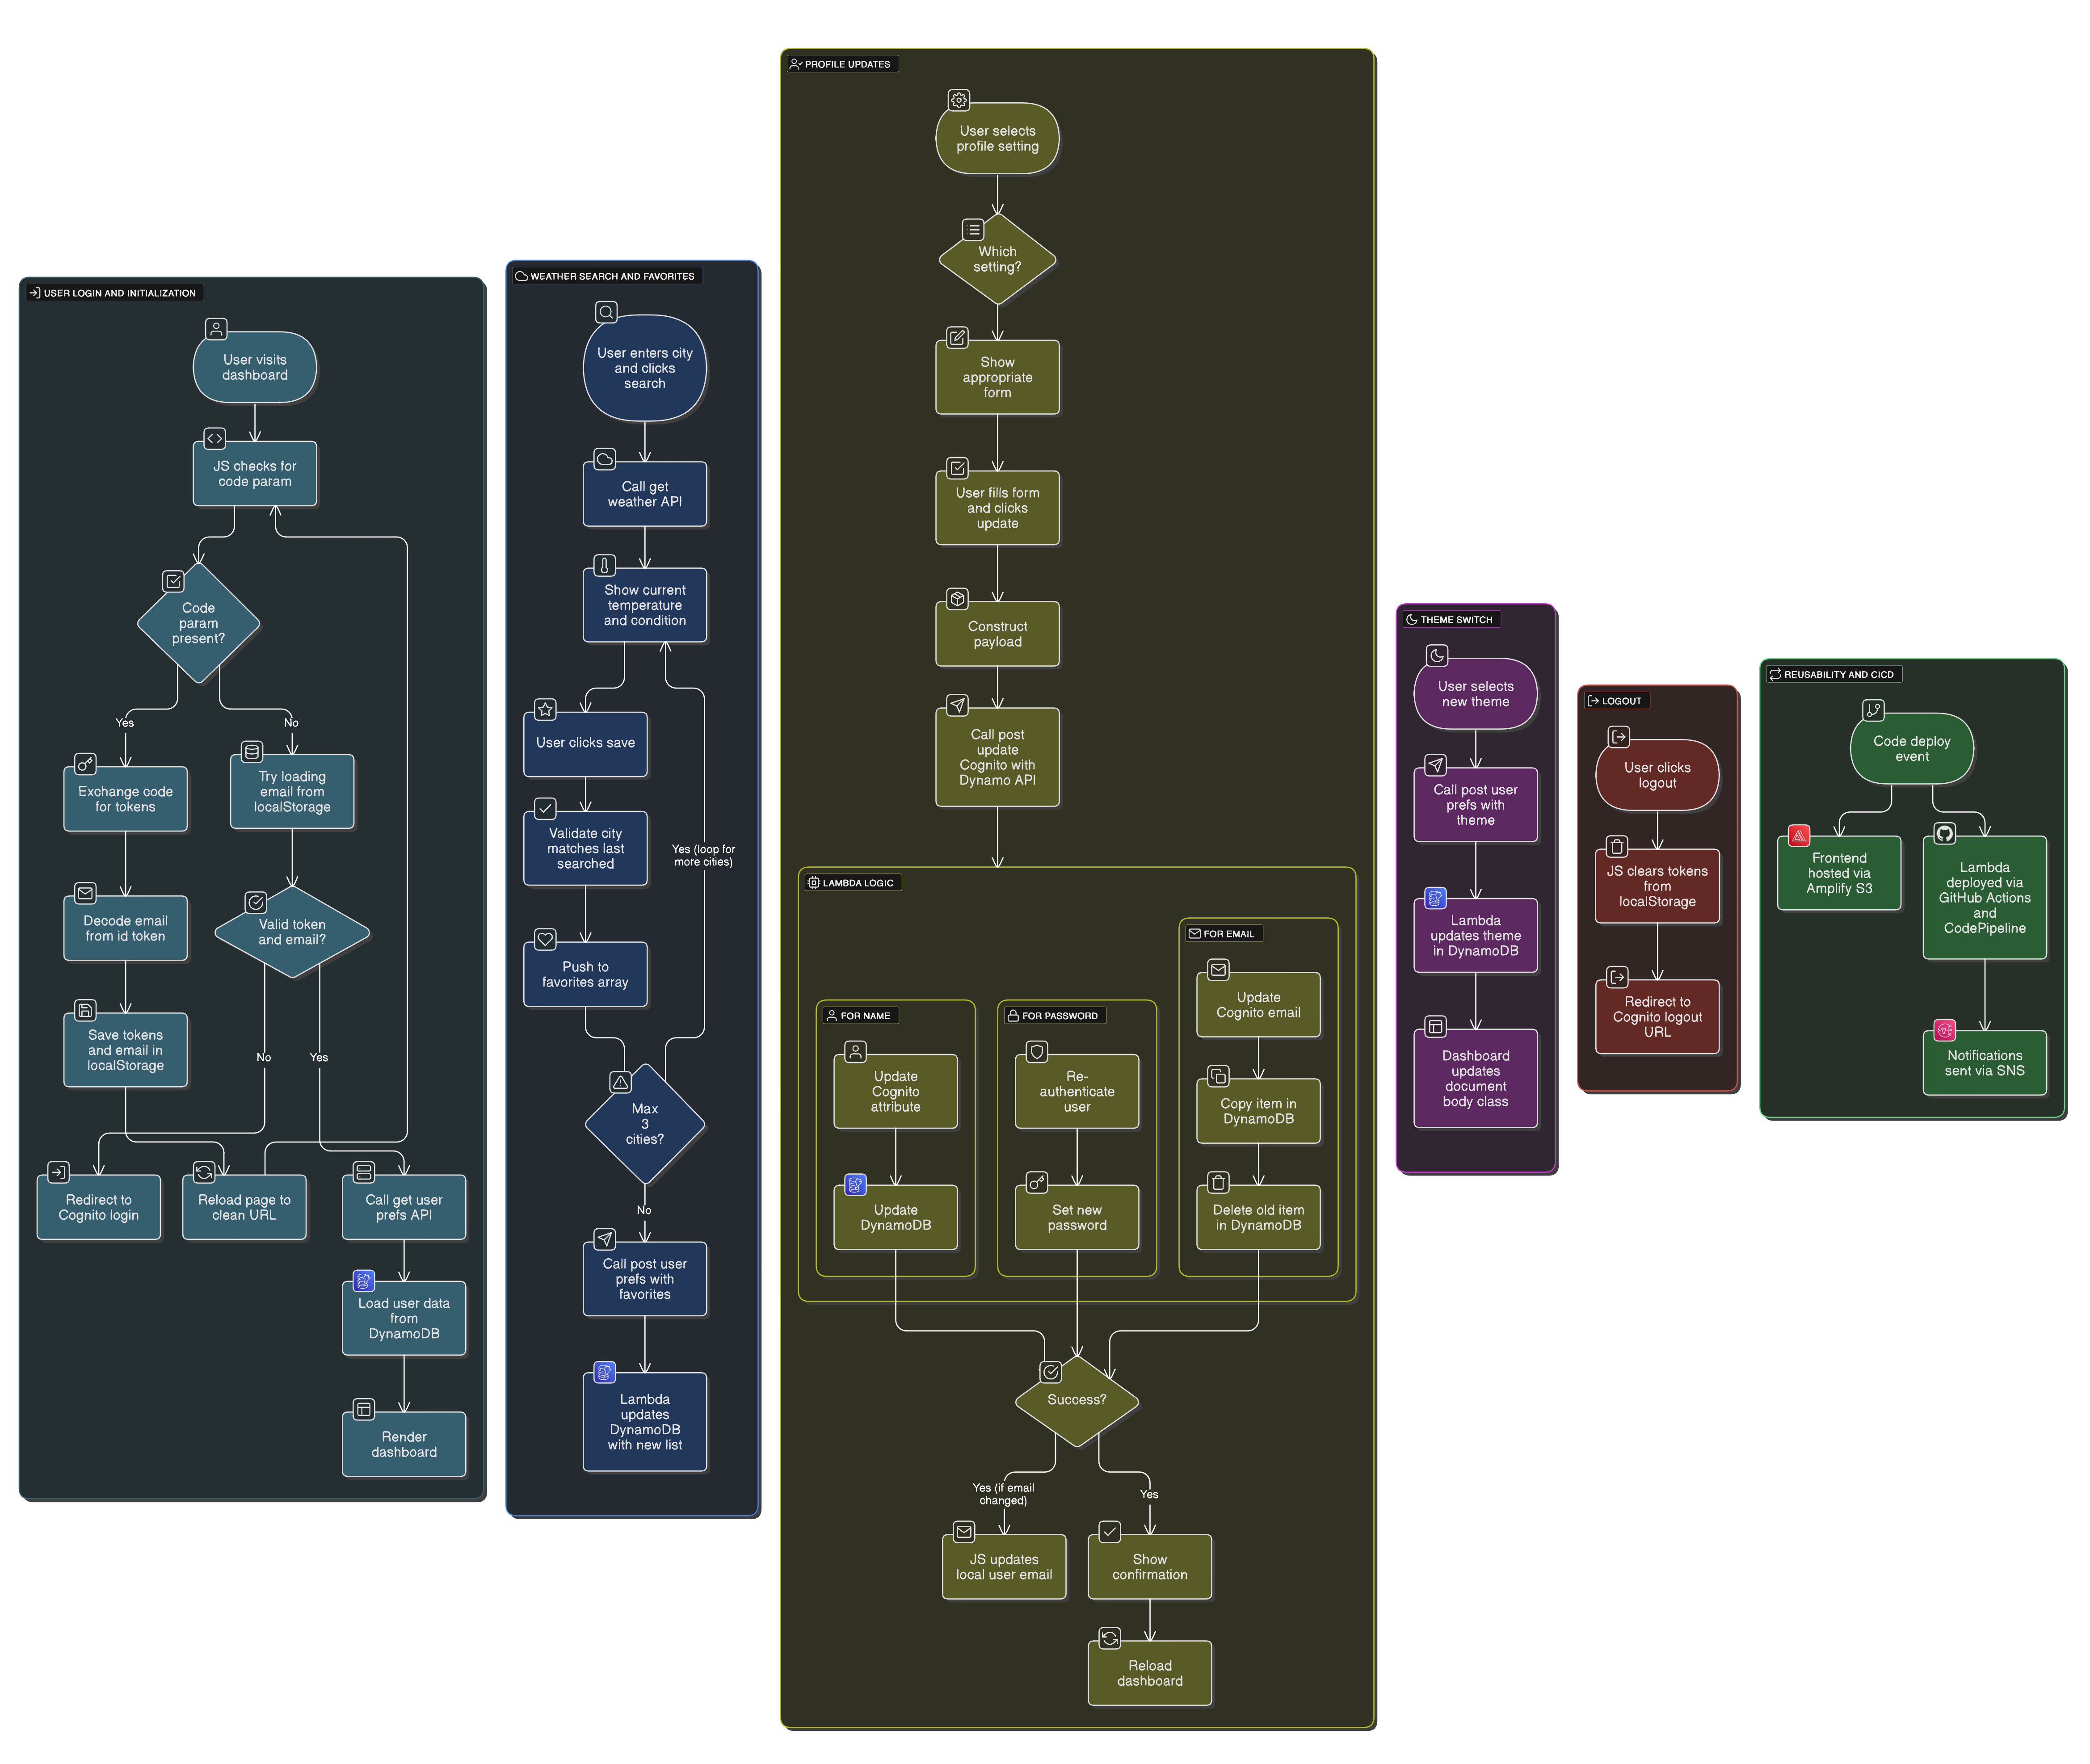 USER LOGIN AND INITIALIZATION
User visits
dashboard
JS checks for
code param
Code
param
present?
Yes
No
Exchange code
for tokens
Try loading
email from
localStorage
Decode email
from id token
Valid token
and email?
Save tokens
and email in
localStorage
No
Yes
Redirect to
Cognito login
Reload page to
clean URL
Call get user
prefs API
Load user data
from
DynamoDB
Render
dashboard
WEATHER SEARCH AND FAVORITES
User enters city
and clicks
search
Call get
weather API
Show current
temperature
and condition
User clicks save
Validate city
matches last
searched
Yes (loop for
more cities)
Push to
favorites array
Max
3
cities?
No
Call post user
prefs with
favorites
Lambda
updates
DynamoDB
with new list
PROFILE UPDATES
User selects
profile setting
Which
setting?
Show
appropriate
form
User fills form
and clicks
update
Construct
payload
Call post
update
Cognito with
Dynamo API
LAMBDA LOGIC
FOR NAME
Update
Cognito
attribute
Update
DynamoDB
FOR PASSWORD
Re-
authenticate
user
Set new
password
FOR EMAIL
Update
Cognito email
Copy item in
DynamoDB
Delete old item
in DynamoDB
Success?
Yes (if email
changed)
Yes
JS updates
local user email
Show
confirmation
Reload
dashboard
THEME SWITCH
User selects
new theme
Call post user
prefs with
theme
Lambda
updates theme
in DynamoDB
Dashboard
updates
document
body class
LOGOUT
User clicks
logout
JS clears tokens
from
localStorage
Redirect to
Cognito logout
URL
REUSABILITY AND CICD
Code deploy
event
Frontend
hosted via
Amplify S3
Lambda
deployed via
GitHub Actions
and
CodePipeline
Notifications
sent via SNS